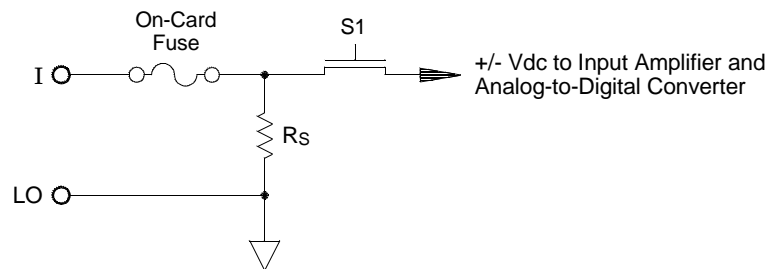 On-Card
Fuse
S1
I
+/- Vdc to Input Amplifier and
Analog-to-Digital Converter
RS
LO